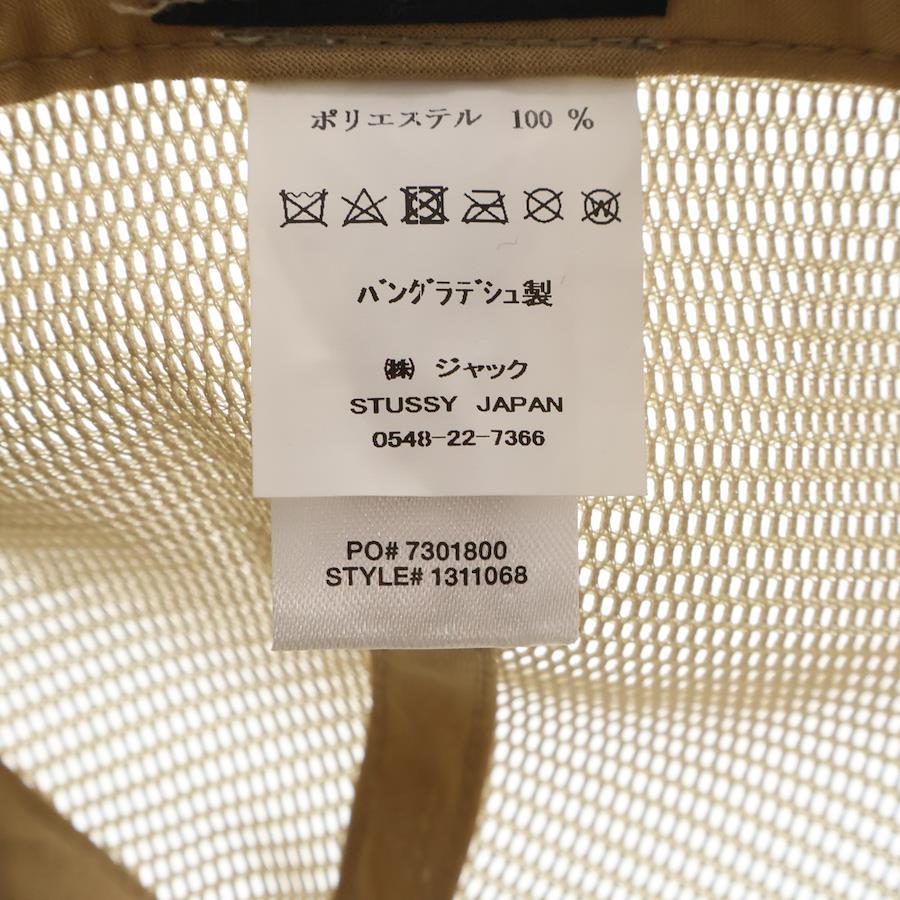 ポリエステル 100 %
バングラデシュ製
㈱ ジャック
STUSSY JAPAN
0548-22-7366
PO# 7301800
STYLE# 1311068